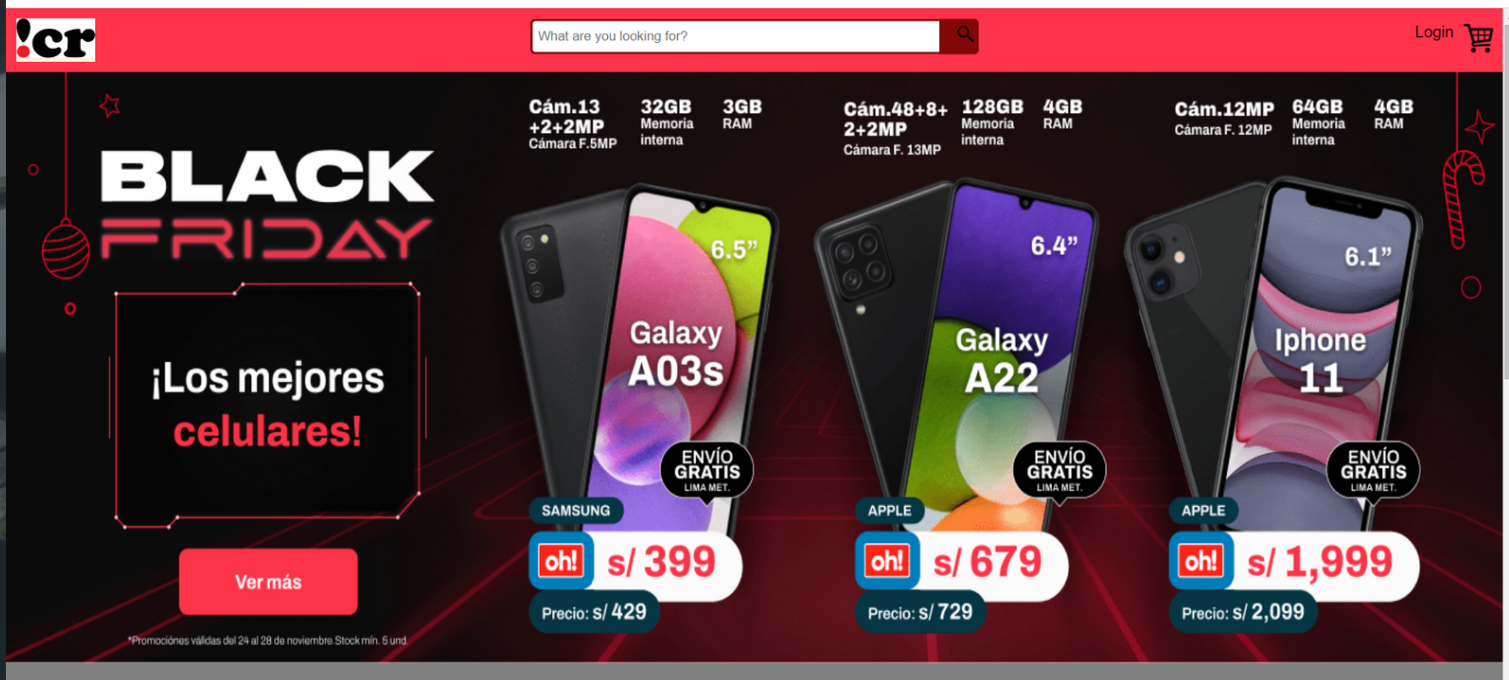 !cr
What are you looking for?
Login
BLACK
FRIDAY
¡Los mejores
celulares!
Ver más
*Promociónes válidas del 24 al 28 de noviembre.Stock mín. 5 und.
Cám.13
+2+2MP
Cámara F.5MP
32GB
Memoria
interna
3GB
RAM
6.5”
Galaxy
A03s
ENVÍO
GRATIS
LIMA MET.
SAMSUNG
oh! s/ 399
Precio: s/ 429
Cám.48+8+
2+2MP
Cámara F. 13MP
128GB
Memoria
interna
4GB
RAM
6.4”
Galaxy
A22
ENVÍO
GRATIS
LIMA MET.
APPLE
oh! s/ 679
Precio: s/ 729
Cám.12MP
Cámara F. 12MP
64GB
Memoria
interna
4GB
RAM
6.1”
Iphone
11
ENVÍO
GRATIS
LIMA MET.
APPLE
oh! s/ 1,999
Precio: s/ 2,099